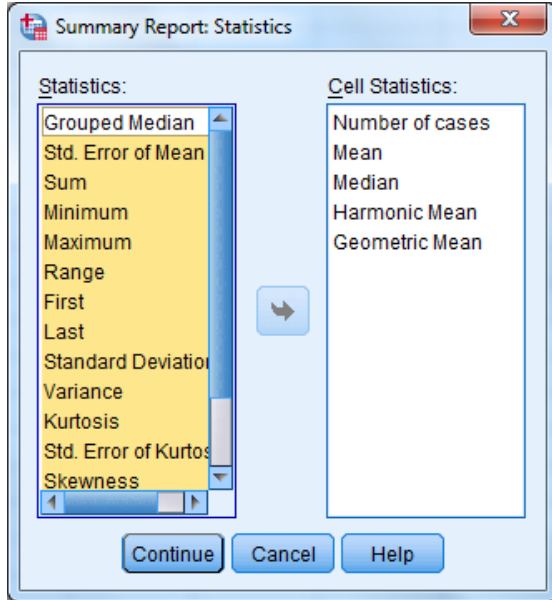 Summary Report: Statistics
Statistics:
Grouped Median
Std. Error of Mean
Sum
Minimum
Maximum
Range
First
Last
Standard Deviation
Variance
Kurtosis
Std. Error of Kurtos
Skewness
Cell Statistics:
Number of cases
Mean
Median
Harmonic Mean
Geometric Mean
Continue
Cancel
Help